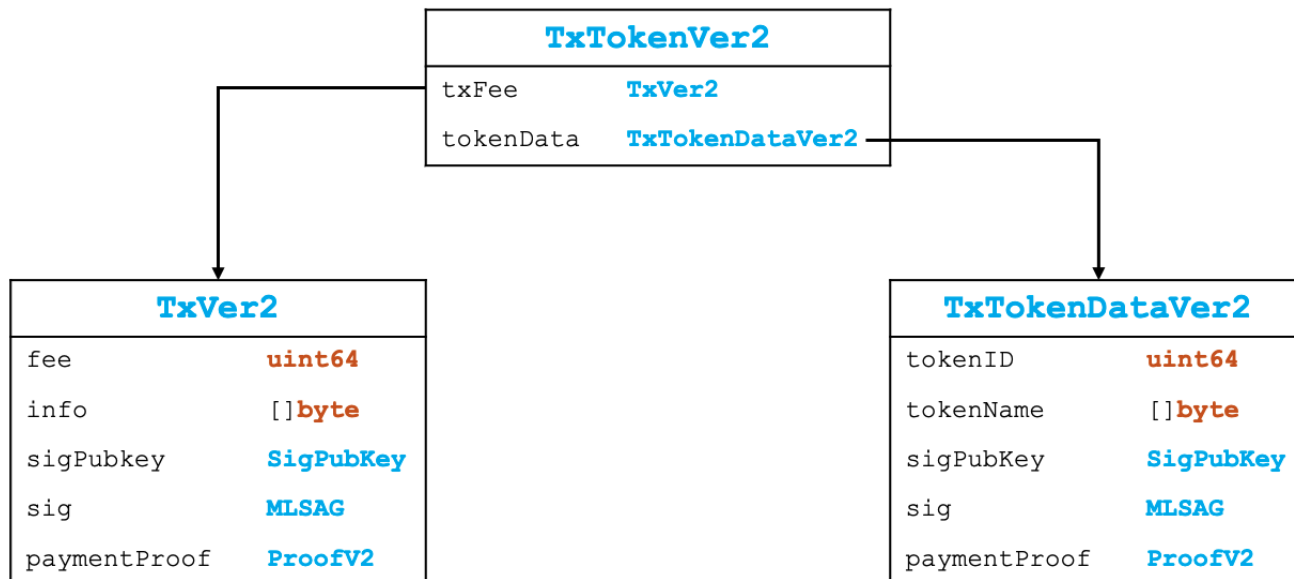 TxTokenVer2
txFee TxVer2
tokenData TxTokenDataVer2
TxVer2
fee uint64
info []byte
sigPubkey SigPubKey
sig MLSAG
paymentProof ProofV2
TxTokenDataVer2
tokenID uint64
tokenName []byte
sigPubKey SigPubKey
sig MLSAG
paymentProof ProofV2